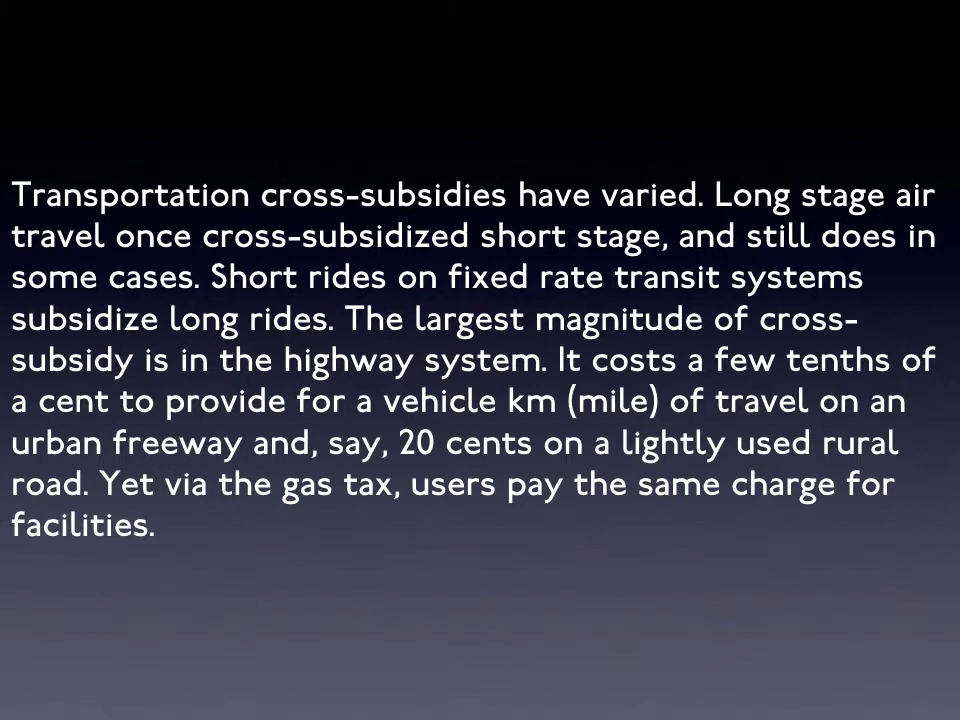 Transportation cross-subsidies have varied. Long stage air
travel once cross-subsidized short stage, and still does in
some cases. Short rides on fixed rate transit systems
subsidize long rides. The largest magnitude of cross-
subsidy is in the highway system. It costs a few tenths of
a cent to provide for a vehicle km (mile) of travel on an
urban freeway and, say, 20 cents on a lightly used rural
road. Yet via the gas tax, users pay the same charge for
facilities.